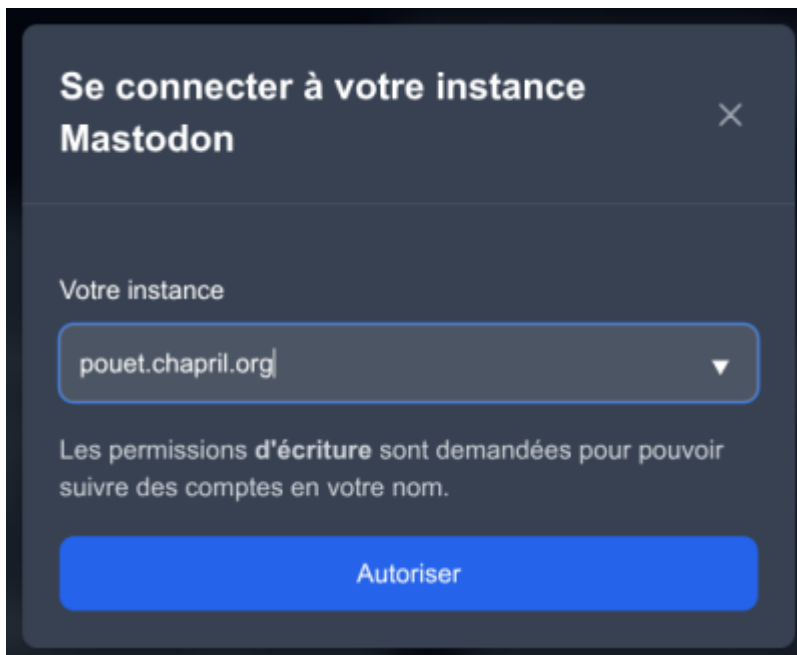 Se connecter à votre instance
Mastodon
Votre instance
pouet.chapril.org
Les permissions d'écriture sont demandées pour pouvoir
suivre des comptes en votre nom.
Autoriser